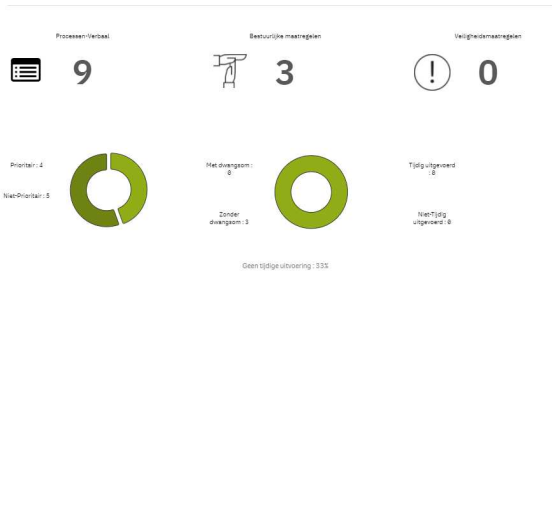 Processen-Verbaal
Bestuurlijke maatregelen
Veiligheidsmaatregelen
9
3
0
Prioritair : 4
Niet-Prioritair : 5
Met dwangsom :
0
Zonder
dwangsom : 3
Tijdig uitgevoerd
: 0
Niet-Tijdig
uitgevoerd : 0
Geen tijdige uitvoering : 33%